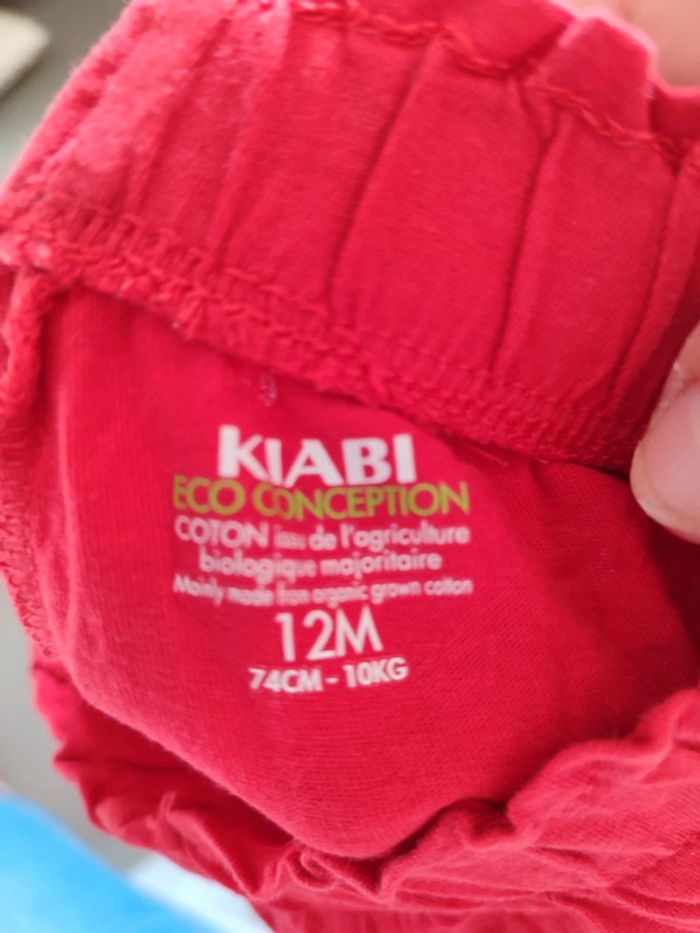 KIABI
ECO CONCEPTION
COTON issu de l'agriculture
biologique majoritaire
Mainly made from organic grown cotton
12M
74CM - 10KG